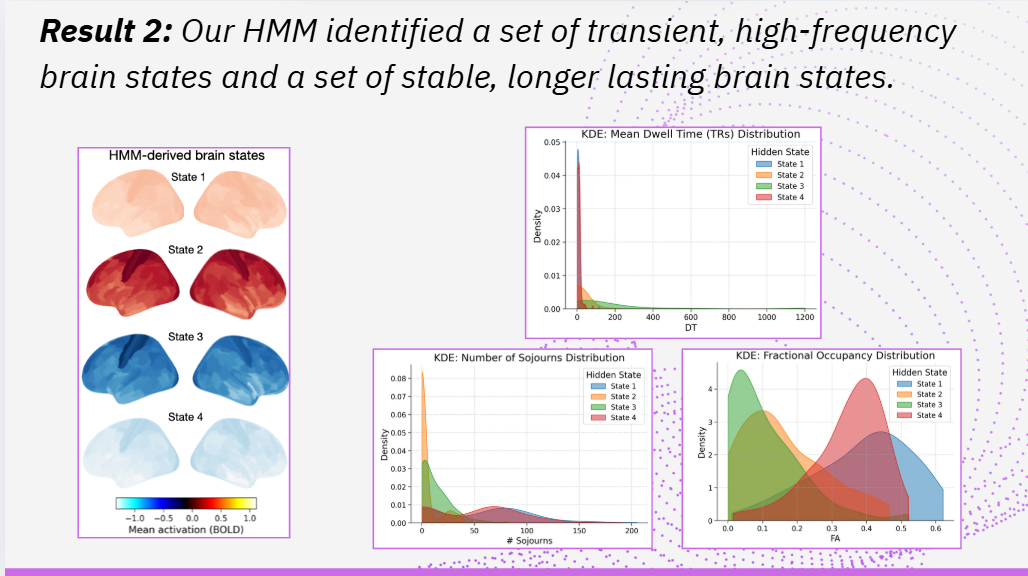 Result 2: Our HMM identified a set of transient, high-frequency
brain states and a set of stable, longer lasting brain states.
HMM-derived brain states
State 1
State 2
State 3
State 4
−1.0 −0.5 0.0 0.5 1.0
Mean activation (BOLD)
KDE: Mean Dwell Time (TRs) Distribution
Hidden State
State 1
State 2
State 3
State 4
Density
0.05
0.04
0.03
0.02
0.01
0.00
0 200 400 600 800 1000 1200
DT
KDE: Number of Sojourns Distribution
Hidden State
State 1
State 2
State 3
State 4
Density
0.08
0.07
0.06
0.05
0.04
0.03
0.02
0.01
0.00
0 50 100 150 200
# Sojourns
KDE: Fractional Occupancy Distribution
Hidden State
State 1
State 2
State 3
State 4
Density
4
3
2
1
0
0.0 0.1 0.2 0.3 0.4 0.5 0.6
FA